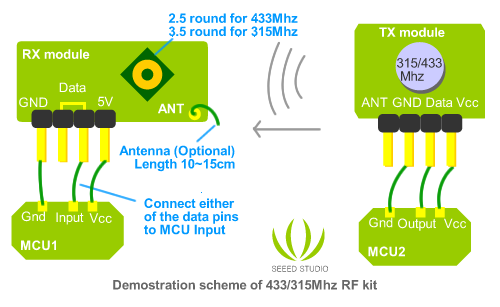 2.5 round for 433Mhz
3.5 round for 315Mhz
RX module
Data
GND
5V
ANT
Antenna (Optional)
Length 10~15cm
Connect either
of the data pins
to MCU Input
Gnd Input Vcc
MCU1
TX module
315/433
Mhz
ANT GND Data Vcc
Gnd Output Vcc
MCU2
SEEED STUDIO
Demostration scheme of 433/315Mhz RF kit